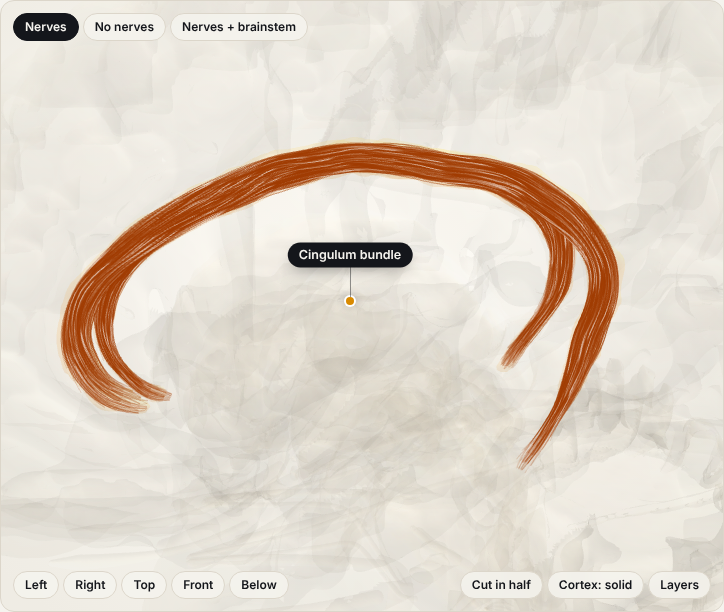 Nerves No nerves Nerves + brainstem
Cingulum bundle
Left Right Top Front Below Cut in half Cortex: solid Layers